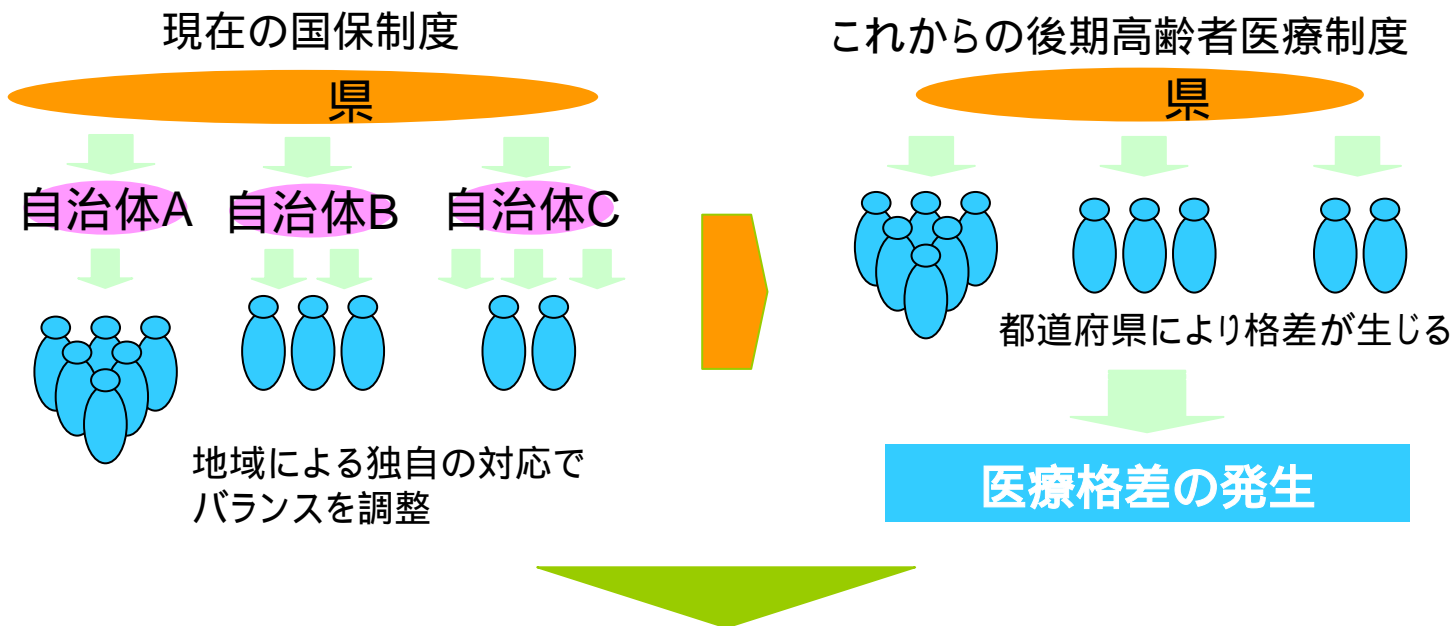 現在の国保制度
県
自治体A
自治体B
自治体C
地域による独自の対応で
バランスを調整
これからの後期高齢者医療制度
県
都道府県により格差が生じる
医療格差の発生